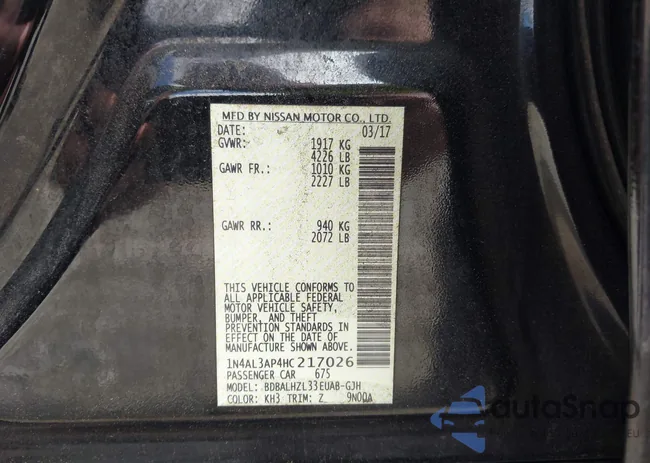 MFD BY NISSAN MOTOR CO., LTD.
DATE: 03/17
GVWR: 1917 KG
4226 LB
GAWR FR.: 1010 KG
2227 LB
GAWR RR.: 940 KG
2072 LB
THIS VEHICLE CONFORMS TO
ALL APPLICABLE FEDERAL
MOTOR VEHICLE SAFETY,
BUMPER, AND THEFT
PREVENTION STANDARDS IN
EFFECT ON THE DATE OF
MANUFACTURE SHOWN ABOVE.
1N4AL3AP4HC217026
PASSENGER CAR 675
MODEL: BDBALHZL33EUAB-GJH
COLOR: KH3 TRIM: Z 9N00A
autoSnap